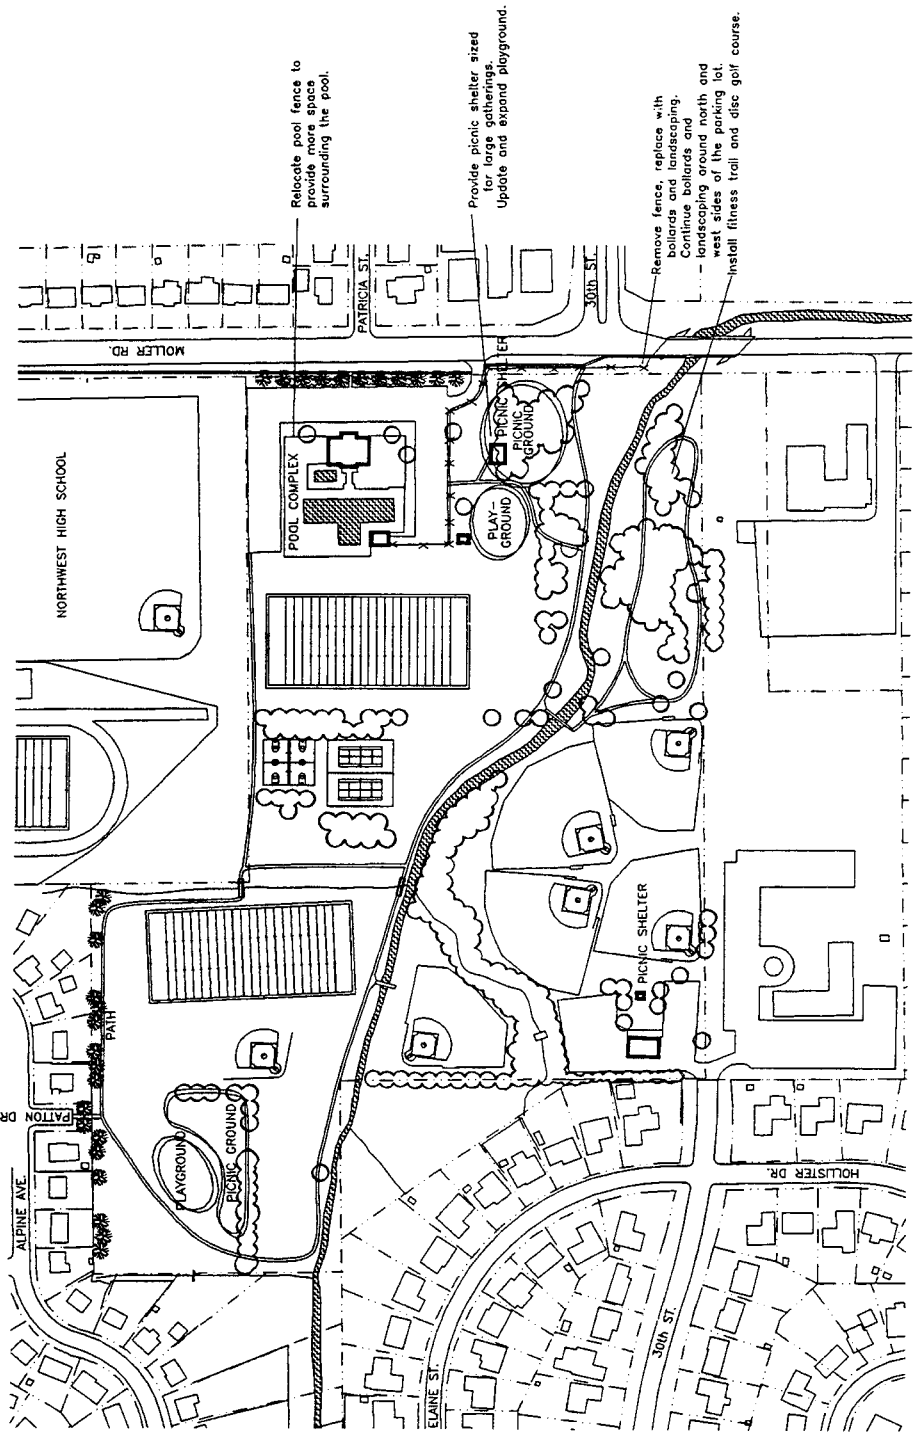 Relocate pool fence to
provide more space
surrounding the pool.
Provide picnic shelter sized
for large gatherings.
Update and expand playground.
Remove fence, replace with
bollards and landscaping.
Continue bollards and
landscaping around north and
west sides of the parking lot.
Install fitness trail and disc golf course.
PATRICIA ST.
30th ST.
MOLLER RD.
NORTHWEST HIGH SCHOOL
POOL COMPLEX
PICNIC SHELTER
PICNIC
GROUND
PLAY-
GROUND
PICNIC SHELTER
PATH
PATTON DR
PLAYGROUND
PICNIC GROUND
ALPINE AVE.
HOLLISTER DR.
30th ST.
ELAINE ST.